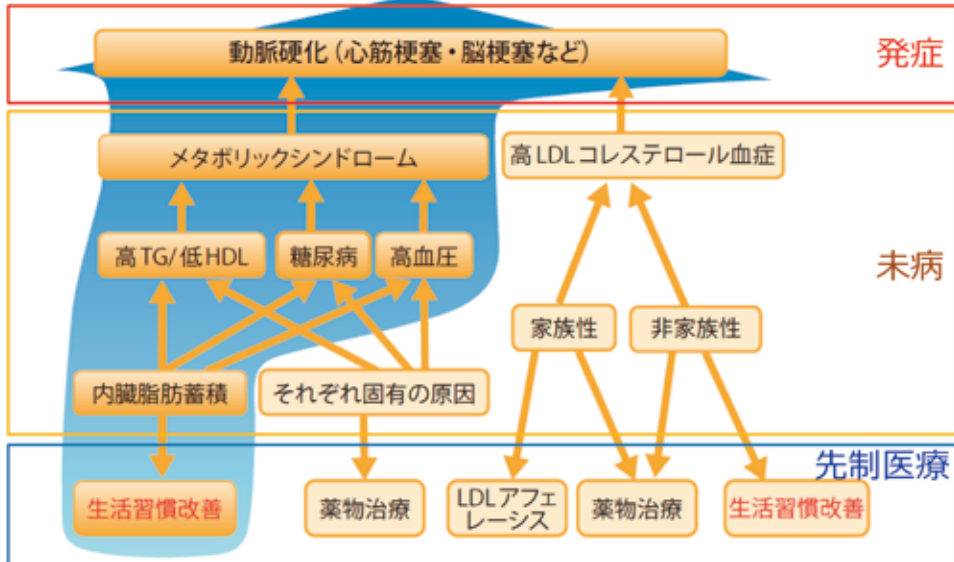 動脈硬化(心筋梗塞・脳梗塞など)
発症
メタボリックシンドローム
高LDLコレステロール血症
高TG/低HDL
糖尿病
高血圧
未病
家族性
非家族性
内臓脂肪蓄積
それぞれ固有の原因
先制医療
生活習慣改善
薬物治療
LDLアフェ
レーシス
薬物治療
生活習慣改善